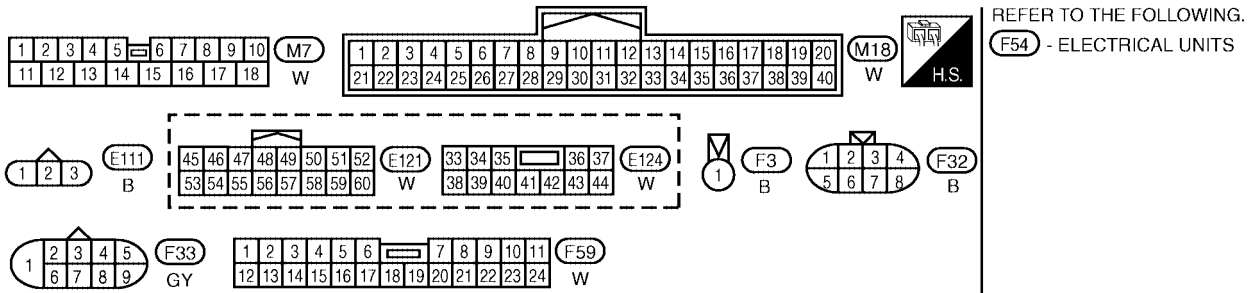 1 2 3 4 5 6 7 8 9 10
11 12 13 14 15 16 17 18
M7
W
1 2 3 4 5 6 7 8 9 10 11 12 13 14 15 16 17 18 19 20
21 22 23 24 25 26 27 28 29 30 31 32 33 34 35 36 37 38 39 40
M18
W
H.S.
REFER TO THE FOLLOWING.
F54 - ELECTRICAL UNITS
1 2 3
E111
B
45 46 47 48 49 50 51 52
53 54 55 56 57 58 59 60
E121
W
33 34 35 36 37
38 39 40 41 42 43 44
E124
W
1
F3
B
1 2 3 4
5 6 7 8
F32
B
1
2 3 4 5
6 7 8 9
F33
GY
1 2 3 4 5 6 7 8 9 10 11
12 13 14 15 16 17 18 19 20 21 22 23 24
F59
W